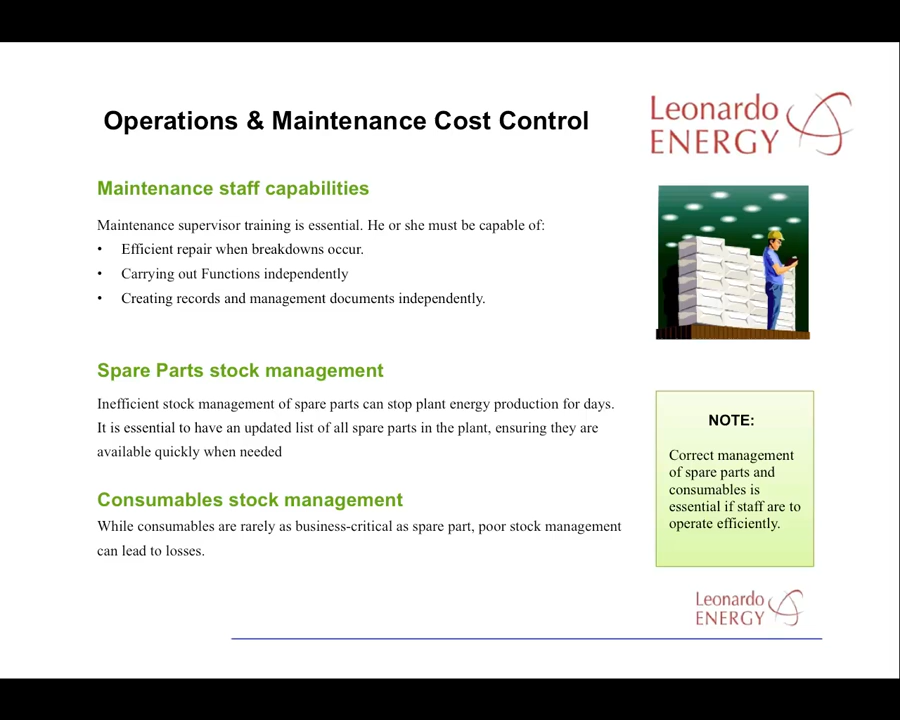 Operations & Maintenance Cost Control
Leonardo
ENERGY
Maintenance staff capabilities
Maintenance supervisor training is essential. He or she must be capable of:
• Efficient repair when breakdowns occur.
• Carrying out Functions independently
• Creating records and management documents independently.
Spare Parts stock management
Inefficient stock management of spare parts can stop plant energy production for days.
It is essential to have an updated list of all spare parts in the plant, ensuring they are
available quickly when needed
Consumables stock management
While consumables are rarely as business-critical as spare part, poor stock management
can lead to losses.
NOTE:
Correct management
of spare parts and
consumables is
essential if staff are to
operate efficiently.
Leonardo
ENERGY